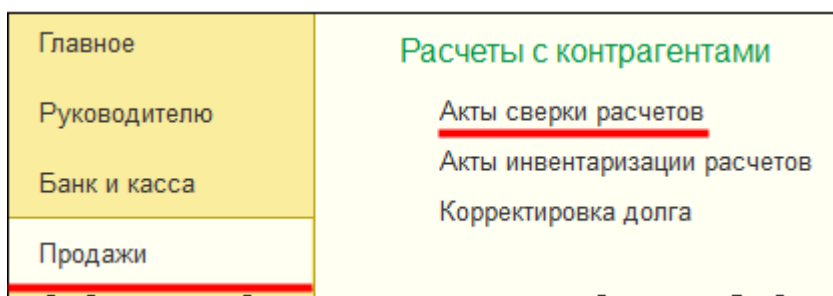 Главное
Руководителю
Банк и касса
Продажи
Расчеты с контрагентами
Акты сверки расчетов
Акты инвентаризации расчетов
Корректировка долга